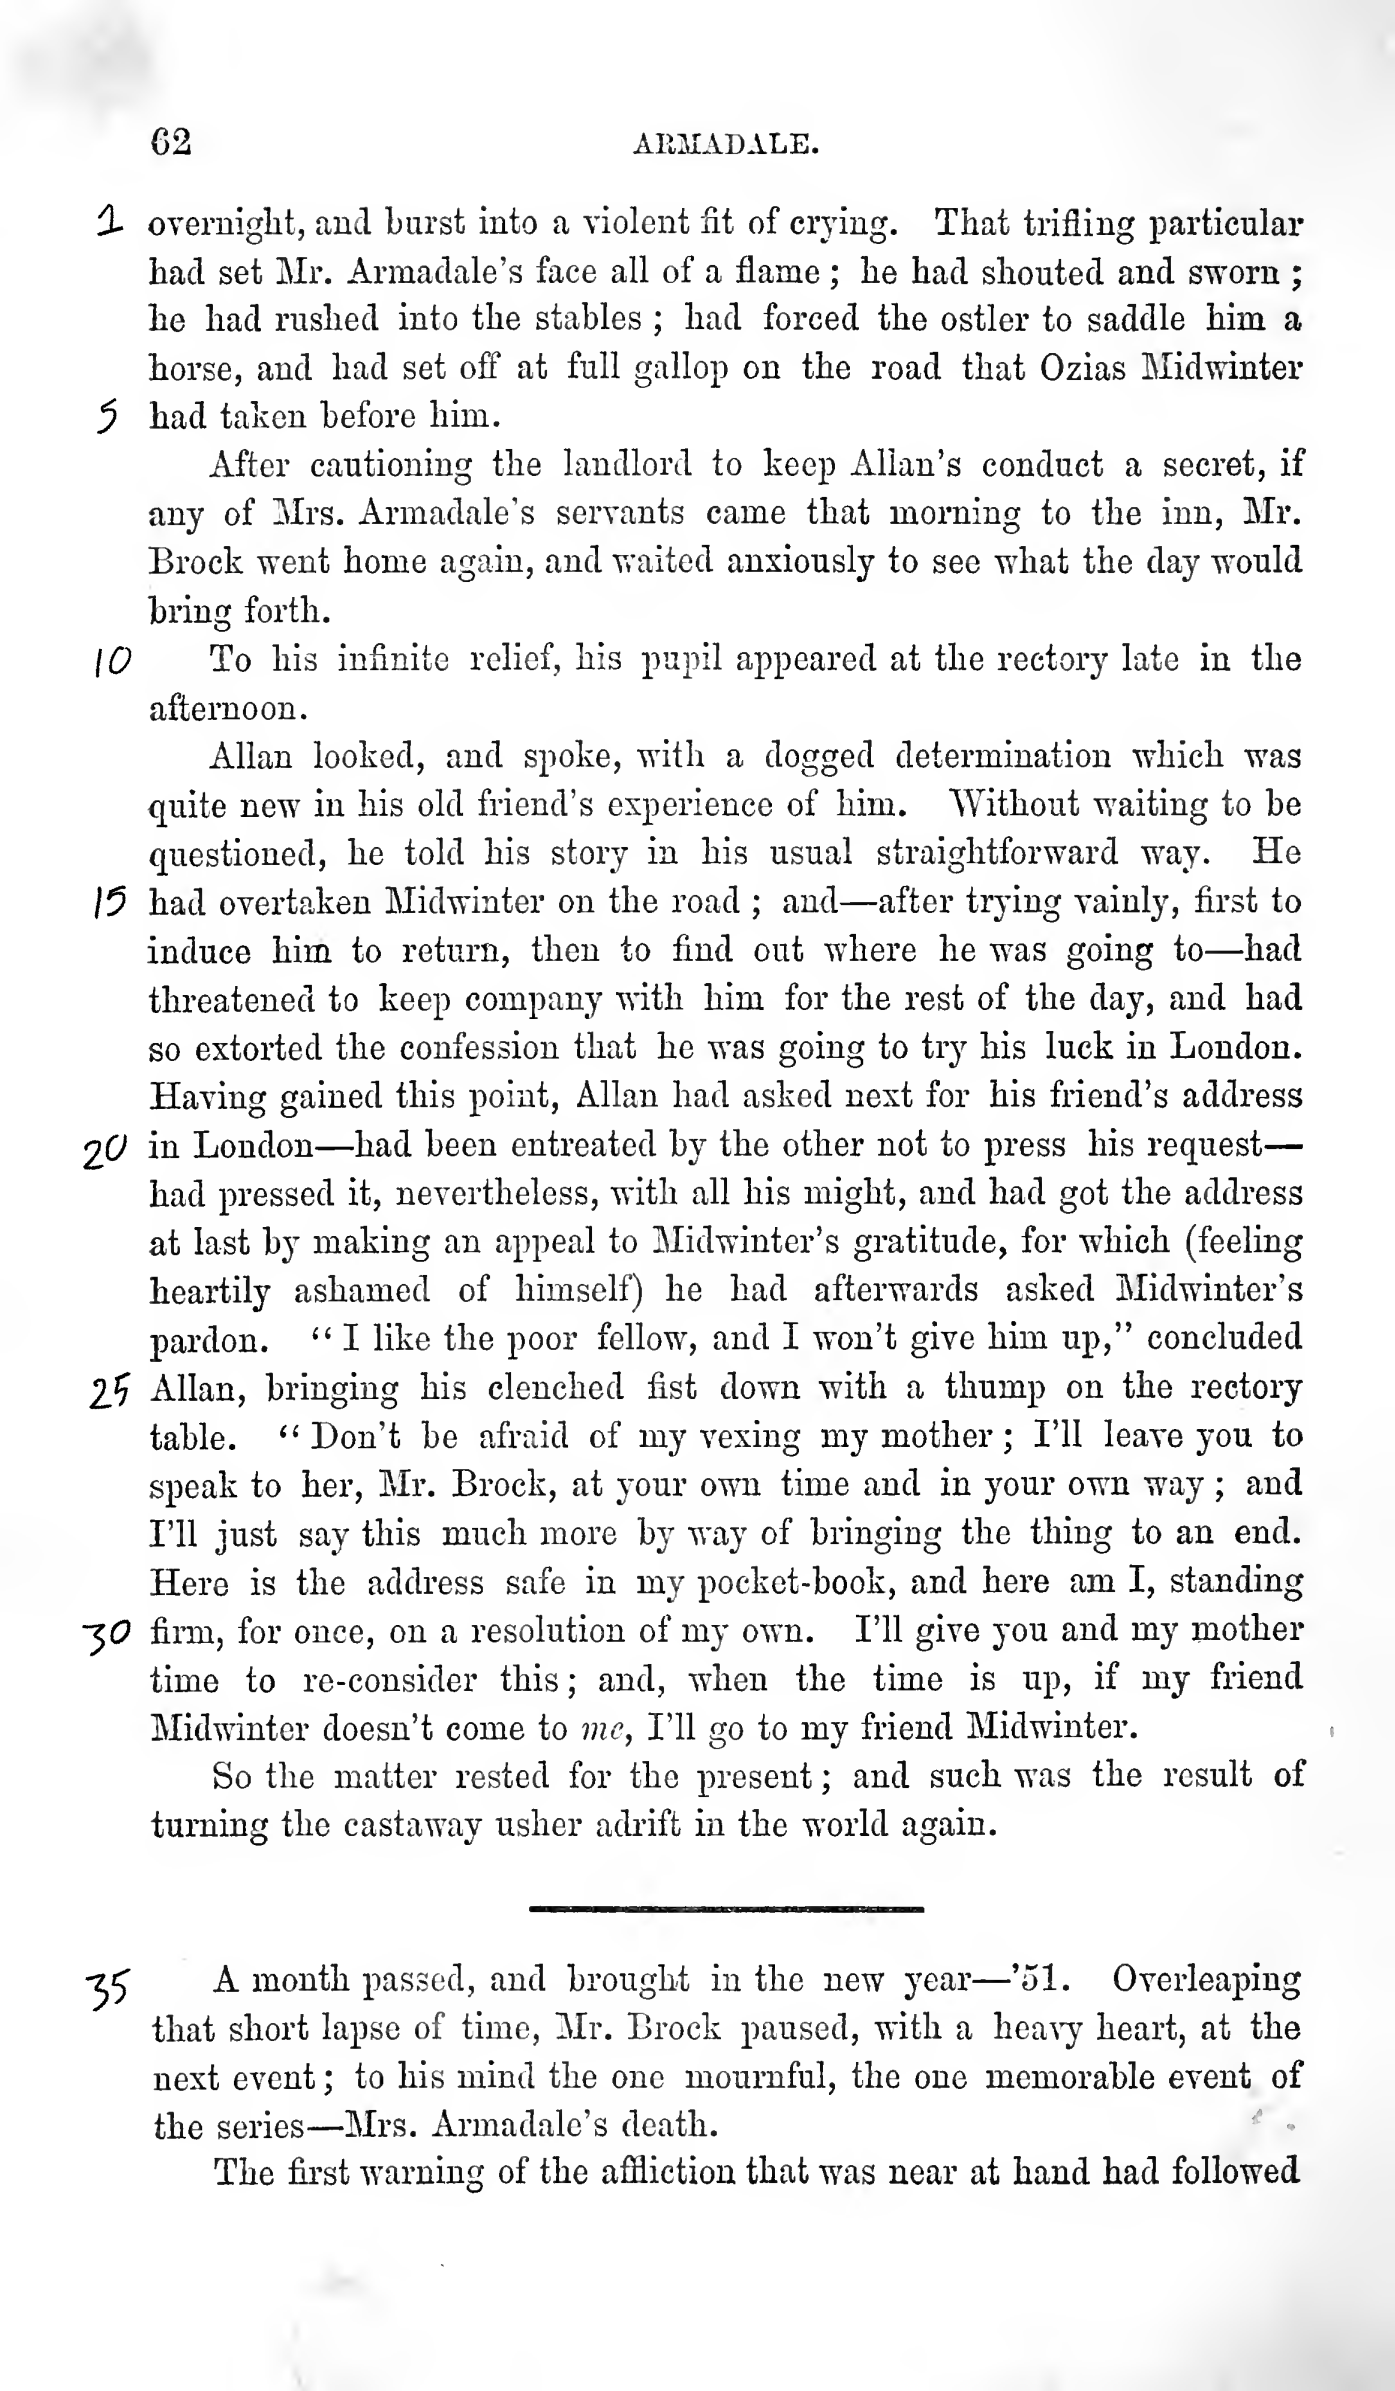 62 ARMADALE.
1 overnight, and burst into a violent fit of crying. That trifling particular
had set Mr. Armadale's face all of a flame; he had shouted and sworn;
he had rushed into the stables; had forced the ostler to saddle him a
horse, and had set off at full gallop on the road that Ozias Midwinter
5 had taken before him.
After cautioning the landlord to keep Allan's conduct a secret, if
any of Mrs. Armadale's servants came that morning to the inn, Mr.
Brock went home again, and waited anxiously to see what the day would
bring forth.
10 To his infinite relief, his pupil appeared at the rectory late in the
afternoon.
Allan looked, and spoke, with a dogged determination which was
quite new in his old friend's experience of him. Without waiting to be
questioned, he told his story in his usual straightforward way. He
15 had overtaken Midwinter on the road; and—after trying vainly, first to
induce him to return, then to find out where he was going to—had
threatened to keep company with him for the rest of the day, and had
so extorted the confession that he was going to try his luck in London.
Having gained this point, Allan had asked next for his friend's address
20 in London—had been entreated by the other not to press his request—
had pressed it, nevertheless, with all his might, and had got the address
at last by making an appeal to Midwinter's gratitude, for which (feeling
heartily ashamed of himself) he had afterwards asked Midwinter's
pardon. "I like the poor fellow, and I won't give him up," concluded
25 Allan, bringing his clenched fist down with a thump on the rectory
table. "Don't be afraid of my vexing my mother; I'll leave you to
speak to her, Mr. Brock, at your own time and in your own way; and
I'll just say this much more by way of bringing the thing to an end.
Here is the address safe in my pocket-book, and here am I, standing
30 firm, for once, on a resolution of my own. I'll give you and my mother
time to re-consider this; and, when the time is up, if my friend
Midwinter doesn't come to me, I'll go to my friend Midwinter.
So the matter rested for the present; and such was the result of
turning the castaway usher adrift in the world again.
35 A month passed, and brought in the new year—'51. Overleaping
that short lapse of time, Mr. Brock paused, with a heavy heart, at the
next event; to his mind the one mournful, the one memorable event of
the series—Mrs. Armadale's death.
The first warning of the affliction that was near at hand had followed